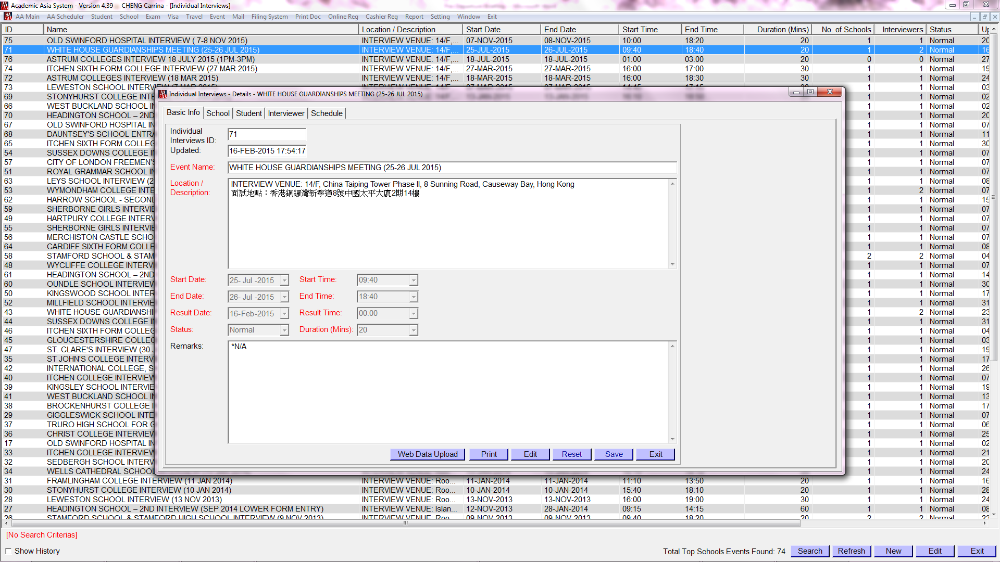 Academic Asia System - Version 4.39 CHENG Carrina - [Individual Interviews]
AA Main AA Scheduler Student School Exam Visa Travel Event Mail Filing System Print Doc Online Reg Cashier Reg Report Setting Window Exit
ID Name Location / Description Start Date End Date Start Time End Time Duration (Mins) No. of Schools Interviewers Status Up
75 OLD SWINFORD HOSPITAL INTERVIEW ( 7-8 NOV 2015) INTERVIEW VENUE: 14/F,... 07-NOV-2015 08-NOV-2015 10:00 18:20 20 1 1 Normal 20
71 WHITE HOUSE GUARDIANSHIPS MEETING (25-26 JUL 2015) INTERVIEW VENUE: 14/F,... 25-JUL-2015 26-JUL-2015 09:40 18:40 20 1 2 Normal 16
76 ASTRUM COLLEGES INTERVIEW 18 JULY 2015 (1PM-3PM) INTERVIEW VENUE: 14/F,... 18-JUL-2015 18-JUL-2015 01:00 03:00 20 0 0 Normal 27
74 ITCHEN SIXTH FORM COLLEGE INTERVIEW (27 MAR 2015) INTERVIEW VENUE: 14/F,... 27-MAR-2015 27-MAR-2015 16:00 17:00 30 1 1 Normal 19
72 ASTRUM COLLEGES INTERVIEW (18 MAR 2015) INTERVIEW VENUE: 14/F,... 18-MAR-2015 18-MAR-2015 16:00 18:30 30 1 1 Normal 24
73 LEWESTON SCHOOL INTERVIEW (7 MAR 2015) INTERVIEW VENUE: 14/F,... 07-MAR-2015 07-MAR-2015 1 1 Normal 03
69 STONYHURST COLLEGE INTE 1 1 Normal 02
66 WEST BUCKLAND SCHOOL IN 1 1 Normal 02
70 HEADINGTON SCHOOL – 2ND 1 1 Normal 20
67 OLD SWINFORD HOSPITAL IN 1 1 Normal 07
68 DAUNTSEY'S SCHOOL ENTRA 1 1 Normal 11
65 ITCHEN SIXTH FORM COLLEG 1 1 Normal 30
54 SUSSEX DOWNS COLLEGE IN 1 1 Normal 07
57 CITY OF LONDON FREEMEN'S 1 1 Normal 07
51 ROYAL GRAMMAR SCHOOL IN 1 1 Normal 07
63 LEYS SCHOOL INTERVIEW (2 1 1 Normal 08
53 WYMONDHAM COLLEGE INTE 1 2 Normal 07
62 HARROW SCHOOL - SECOND 1 1 Normal 15
59 SHERBORNE GIRLS INTERVIE 1 1 Normal 07
49 HARTPURY COLLEGE INTERV 1 1 Normal 07
55 SHERBORNE GIRLS INTERVIE 1 1 Normal 07
56 MERCHISTON CASTLE SCHO 1 1 Normal 07
64 CARDIFF SIXTH FORM COLLE 1 1 Normal 08
58 STAMFORD SCHOOL & STAM 2 2 Normal 04
48 WYCLIFFE COLLEGE INTERV 1 1 Normal 07
61 HEADINGTON SCHOOL – 2ND 1 1 Normal 14
60 OUNDLE SCHOOL INTERVIEW 1 1 Normal 30
50 KINGSWOOD SCHOOL INTER 1 1 Normal 17
52 MILLFIELD SCHOOL INTERVIE 1 1 Normal 31
43 WHITE HOUSE GUARDIANSHI 1 2 Normal 23
44 SUSSEX DOWNS COLLEGE IN 1 1 Normal 31
46 ITCHEN SIXTH FORM COLLEG 1 1 Normal 04
45 GLOUCESTERSHIRE COLLEG 1 1 Normal 03
47 ST. CLARE'S INTERVIEW (30 J 1 1 Normal 19
35 ST JOHN'S COLLEGE INTERV 1 1 Normal 17
42 INTERNATIONAL COLLEGE, S 1 1 Normal 26
40 ITCHEN COLLEGE INTERVIEW 1 1 Normal 07
39 KINGSLEY SCHOOL INTERVIE 1 1 Normal 19
41 WEST BUCKLAND SCHOOL IN 1 1 Normal 13
38 BROCKENHURST COLLEGE I 1 1 Normal 17
29 GIGGLESWICK SCHOOL INTE 1 1 Normal 07
37 TRURO HIGH SCHOOL FOR G 1 1 Normal 06
36 CHRIST COLLEGE INTERVIEW 1 1 Normal 25
17 OLD SWINFORD HOSPITAL IN 1 1 Normal 02
33 ITCHEN COLLEGE INTERVIEW 1 1 Normal 21
32 SEDBERGH SCHOOL INTERV 1 1 Normal 20
34 WELLS CATHEDRAL SCHOOL 1 1 Normal 24
31 FRAMLINGHAM COLLEGE INTERVIEW (11 JAN 2014) INTERVIEW VENUE: Roo... 11-JAN-2014 11-JAN-2014 11:10 13:50 20 1 1 Normal 16
30 STONYHURST COLLEGE INTERVIEW (10 JAN 2014) INTERVIEW VENUE: Roo... 10-JAN-2014 10-JAN-2014 15:40 18:10 20 1 1 Normal 28
28 LEWESTON SCHOOL INTERVIEW (13 NOV 2013) INTERVIEW VENUE: Roo... 13-NOV-2013 13-NOV-2013 16:00 19:00 30 1 1 Normal 24
27 HEADINGTON SCHOOL – 2ND INTERVIEW (SEP 2014 LOWER FORM ENTRY) INTERVIEW VENUE: Islan... 12-NOV-2013 28-JAN-2014 09:15 14:15 60 1 1 Normal 08
26 STAMFORD SCHOOL & STAMFORD HIGH SCHOOL INTERVIEW (9 NOV 2013) INTERVIEW VENUE: Roo... 09-NOV-2013 09-NOV-2013 09:40 18:20 20 2 2 Normal 23
Individual Interviews - Details - WHITE HOUSE GUARDIANSHIPS MEETING (25-26 JUL 2015)
Basic Info School Student Interviewer Schedule
Individual
Interviews ID: 71
Updated: 16-FEB-2015 17:54:17
Event Name: WHITE HOUSE GUARDIANSHIPS MEETING (25-26 JUL 2015)
Location /
Description:
INTERVIEW VENUE: 14/F, China Taiping Tower Phase II, 8 Sunning Road, Causeway Bay, Hong Kong
面試地點：香港銅鑼灣新寧道8號中國太平大廈2期14樓
Start Date: 25- Jul -2015 Start Time: 09:40
End Date: 26- Jul -2015 End Time: 18:40
Result Date: 16-Feb-2015 Result Time: 00:00
Status: Normal Duration (Mins): 20
Remarks: *N/A
Web Data Upload Print Edit Reset Save Exit
[No Search Criterias]
Show History Total Top Schools Events Found: 74 Search Refresh New Edit Exit